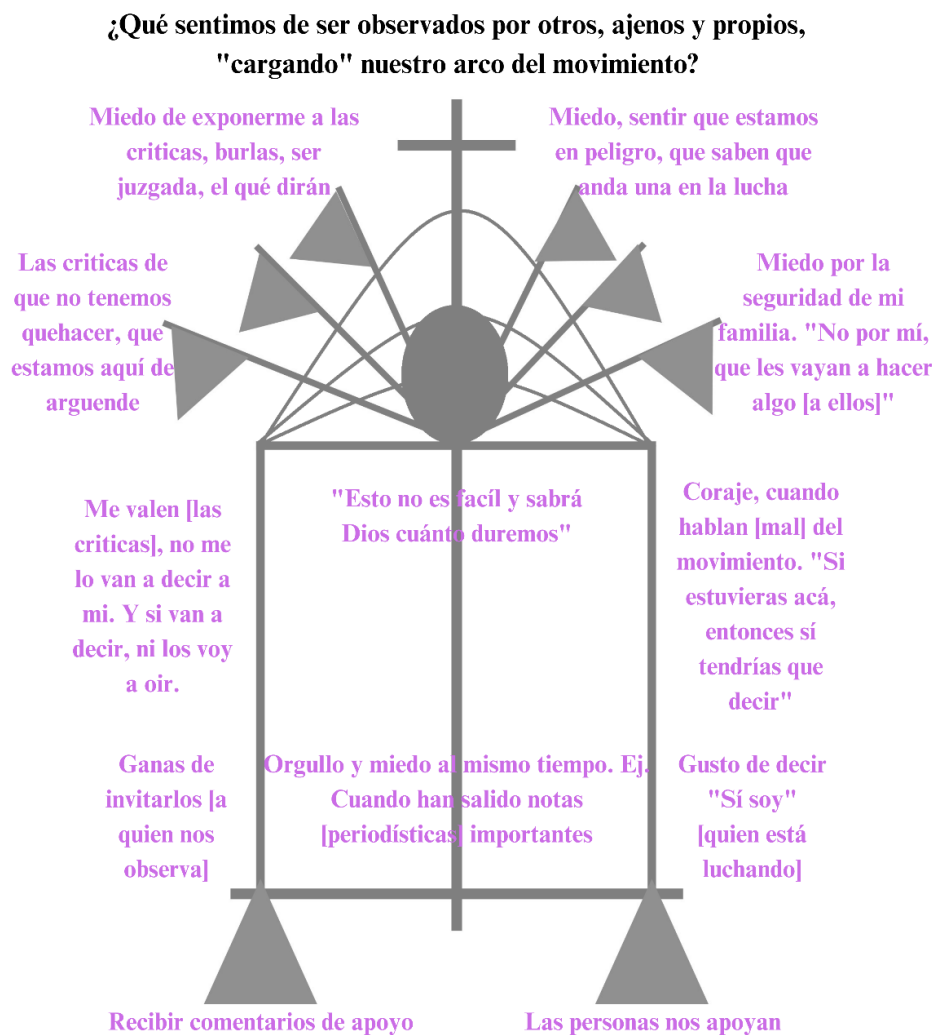 ¿Qué sentimos de ser observados por otros, ajenos y propios,
"cargando" nuestro arco del movimiento?
Miedo de exponerme a las
criticas, burlas, ser
juzgada, el qué dirán
Miedo, sentir que estamos
en peligro, que saben que
anda una en la lucha
Las criticas de
que no tenemos
quehacer, que
estamos aquí de
arguende
Miedo por la
seguridad de mi
familia. "No por mí,
que les vayan a hacer
algo [a ellos]"
Me valen [las
criticas], no me
lo van a decir a
mi. Y si van a
decir, ni los voy
a oir.
"Esto no es facíl y sabrá
Dios cuánto duremos"
Coraje, cuando
hablan [mal] del
movimiento. "Si
estuvieras acá,
entonces sí
tendrías que
decir"
Ganas de
invitarlos [a
quien nos
observa]
Orgullo y miedo al mismo tiempo. Ej.
Cuando han salido notas
[periodísticas] importantes
Gusto de decir
"Sí soy"
[quien está
luchando]
Recibir comentarios de apoyo
Las personas nos apoyan